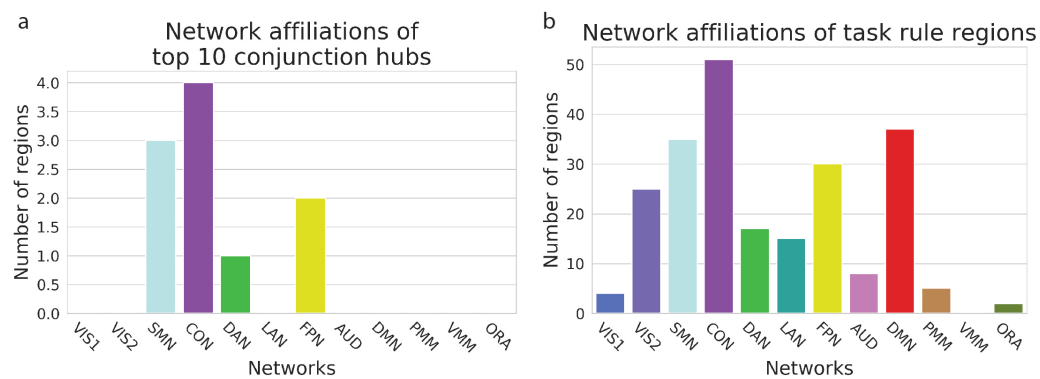 a
Network affiliations of
top 10 conjunction hubs
Number of regions
4.0
3.5
3.0
2.5
2.0
1.5
1.0
0.5
0.0
VIS1 VIS2 SMN CON DAN LAN FPN AUD DMN PMM VMM ORA
Networks
b
Network affiliations of task rule regions
Number of regions
50
40
30
20
10
0
VIS1 VIS2 SMN CON DAN LAN FPN AUD DMN PMM VMM ORA
Networks